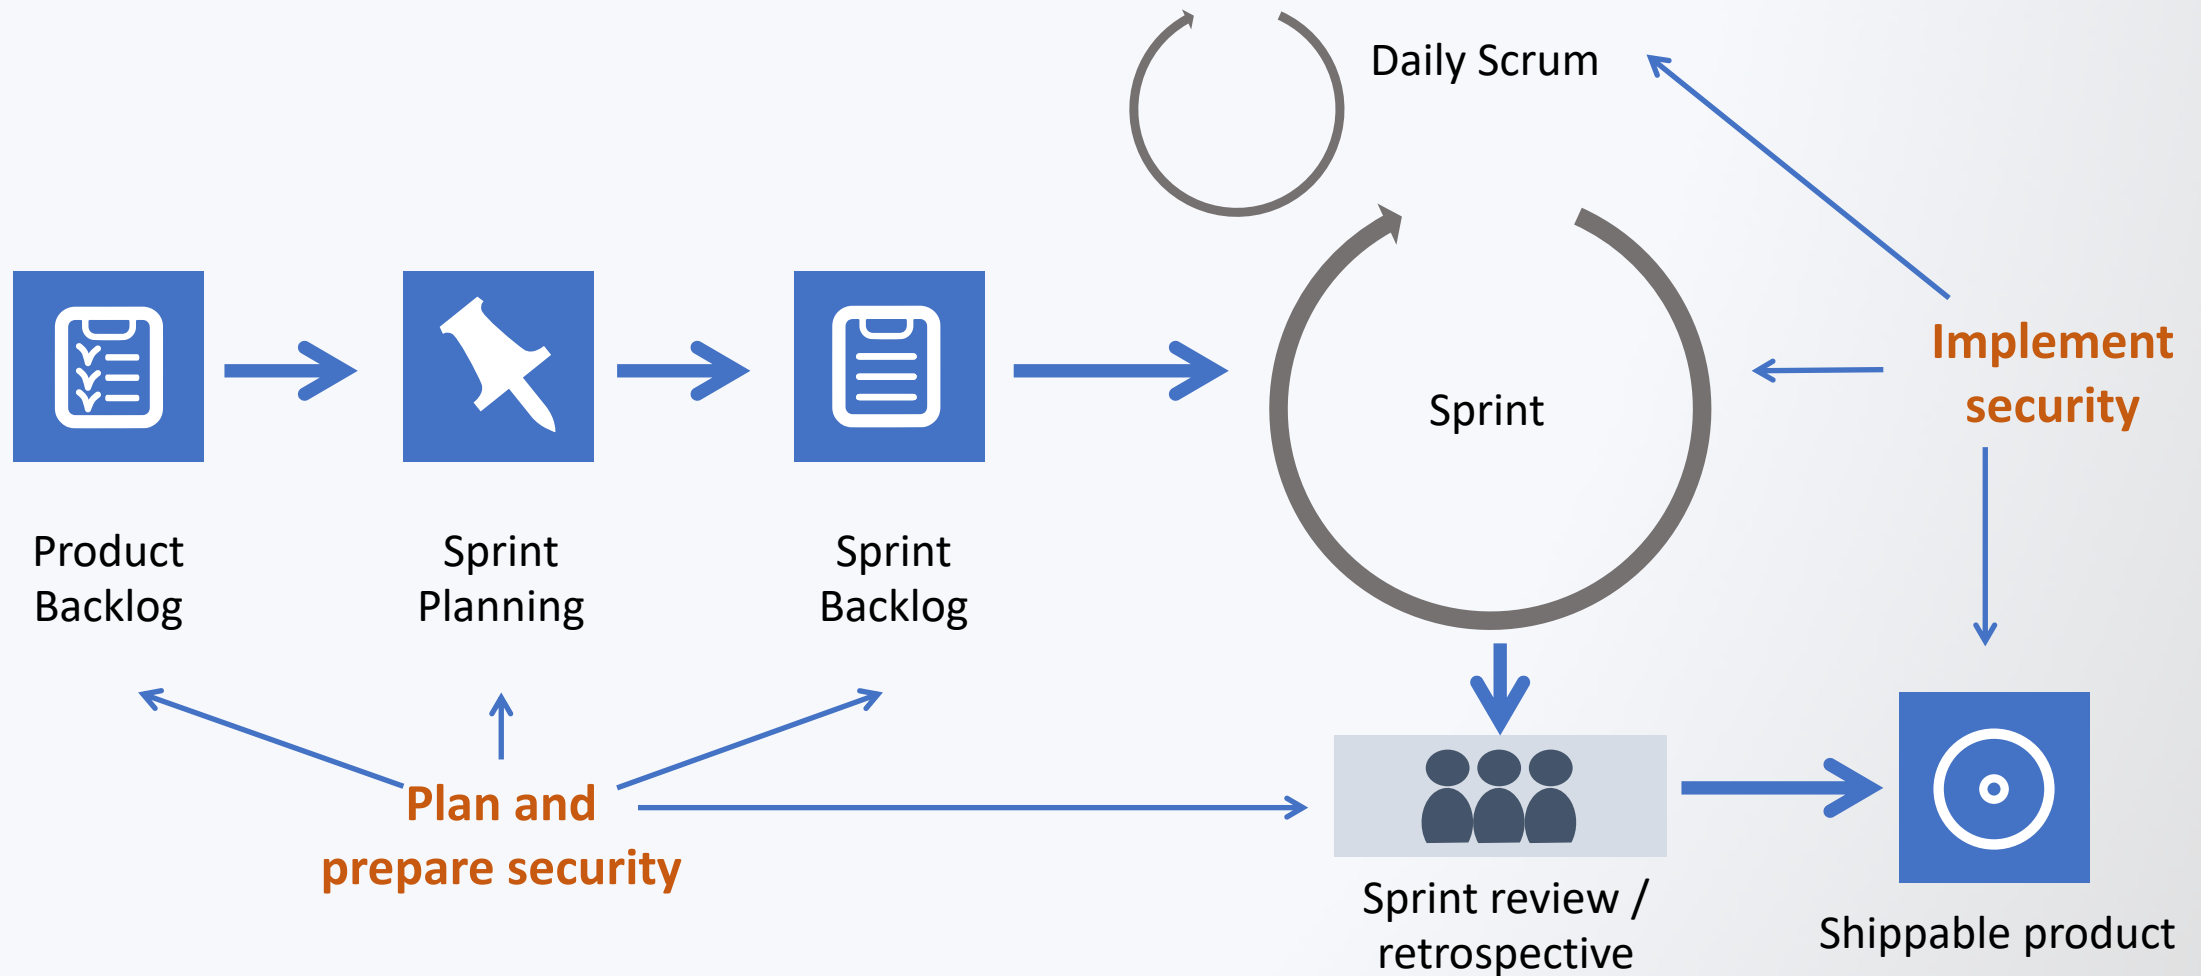 Daily Scrum
Implement
security
Sprint
Product
Backlog
Sprint
Planning
Sprint
Backlog
Plan and
prepare security
Sprint review /
retrospective
Shippable product